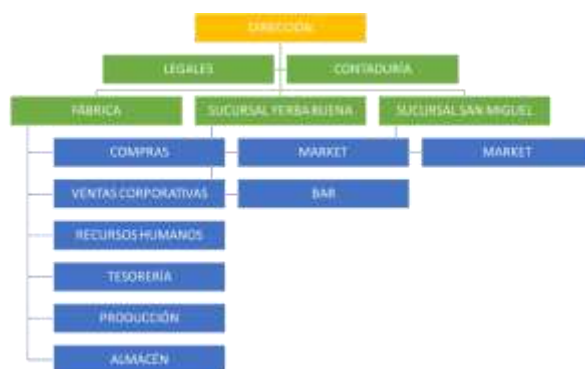 DIRECCIÓN
LEGALES
CONTADURÍA
FÁBRICA
SUCURSAL YERBA BUENA
SUCURSAL SAN MIGUEL
COMPRAS
MARKET
MARKET
VENTAS CORPORATIVAS
BAR
RECURSOS HUMANOS
TESORERÍA
PRODUCCIÓN
ALMACÉN